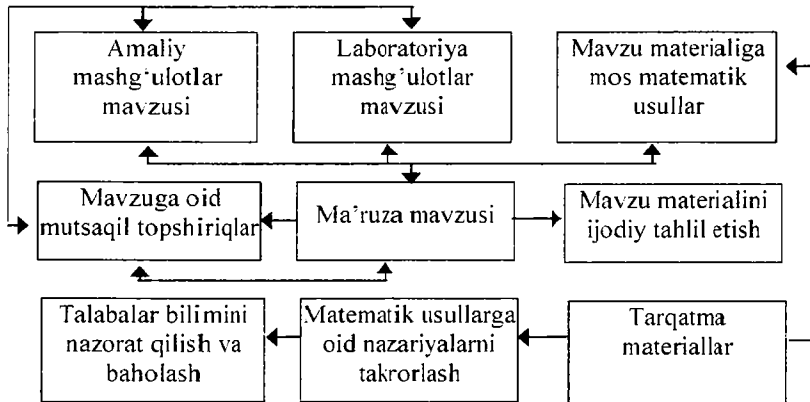 Amaliy
mashg'ulotlar
mavzusi
Laboratoriya
mashg'ulotlar
mavzusi
Mavzu materialiga
mos matematik
usullar
Mavzuga oid
mutsaqil topshiriqlar
Ma'ruza mavzusi
Mavzu materialini
ijodiy tahlil etish
Talabalar bilimini
nazorat qilish va
baholash
Matematik usullarga
oid nazariyalarni
takrorlash
Tarqatma
materiallar